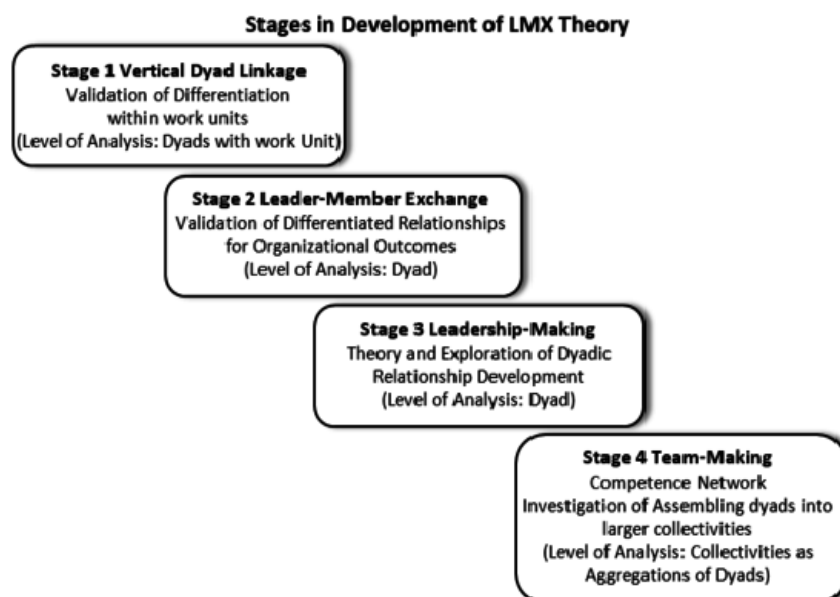 Stages in Development of LMX Theory
Stage 1 Vertical Dyad Linkage
Validation of Differentiation
within work units
(Level of Analysis: Dyads with work Unit)
Stage 2 Leader-Member Exchange
Validation of Differentiated Relationships
for Organizational Outcomes
(Level of Analysis: Dyad)
Stage 3 Leadership-Making
Theory and Exploration of Dyadic
Relationship Development
(Level of Analysis: Dyad)
Stage 4 Team-Making
Competence Network
Investigation of Assembling dyads into
larger collectivities
(Level of Analysis: Collectivities as
Aggregations of Dyads)